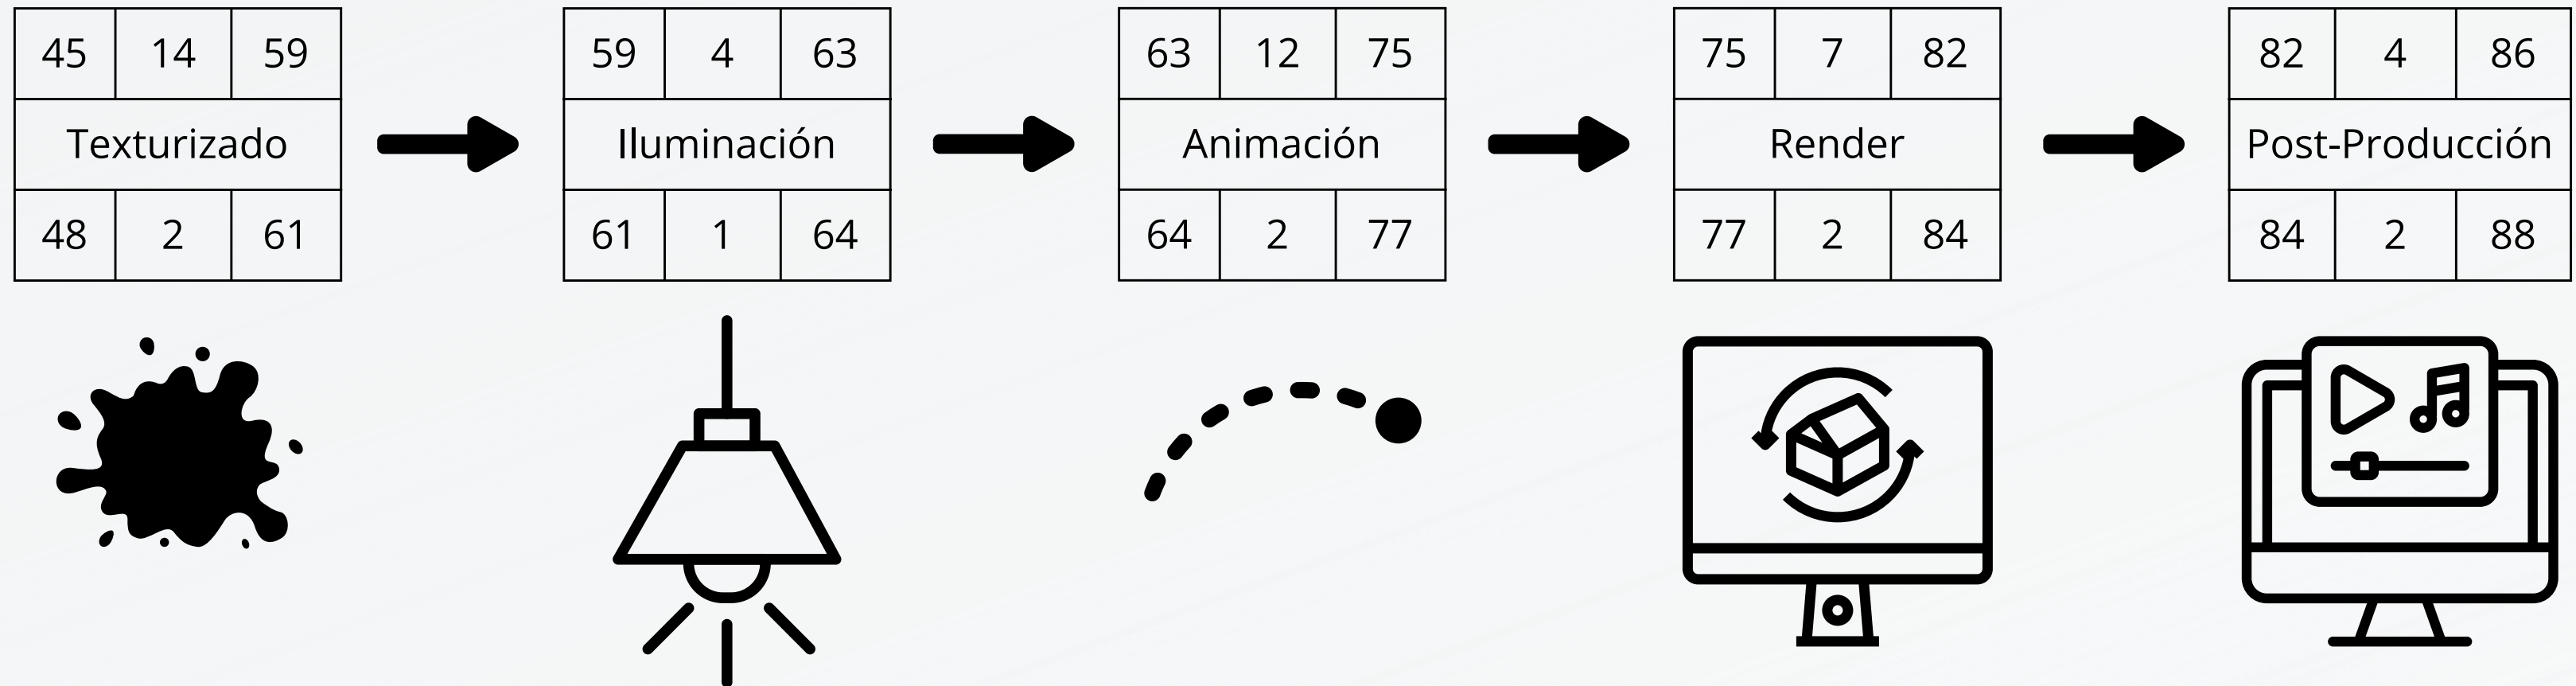 45 14 59
Texturizado
48 2 61
59 4 63
Iluminación
61 1 64
63 12 75
Animación
64 2 77
75 7 82
Render
77 2 84
82 4 86
Post-Producción
84 2 88